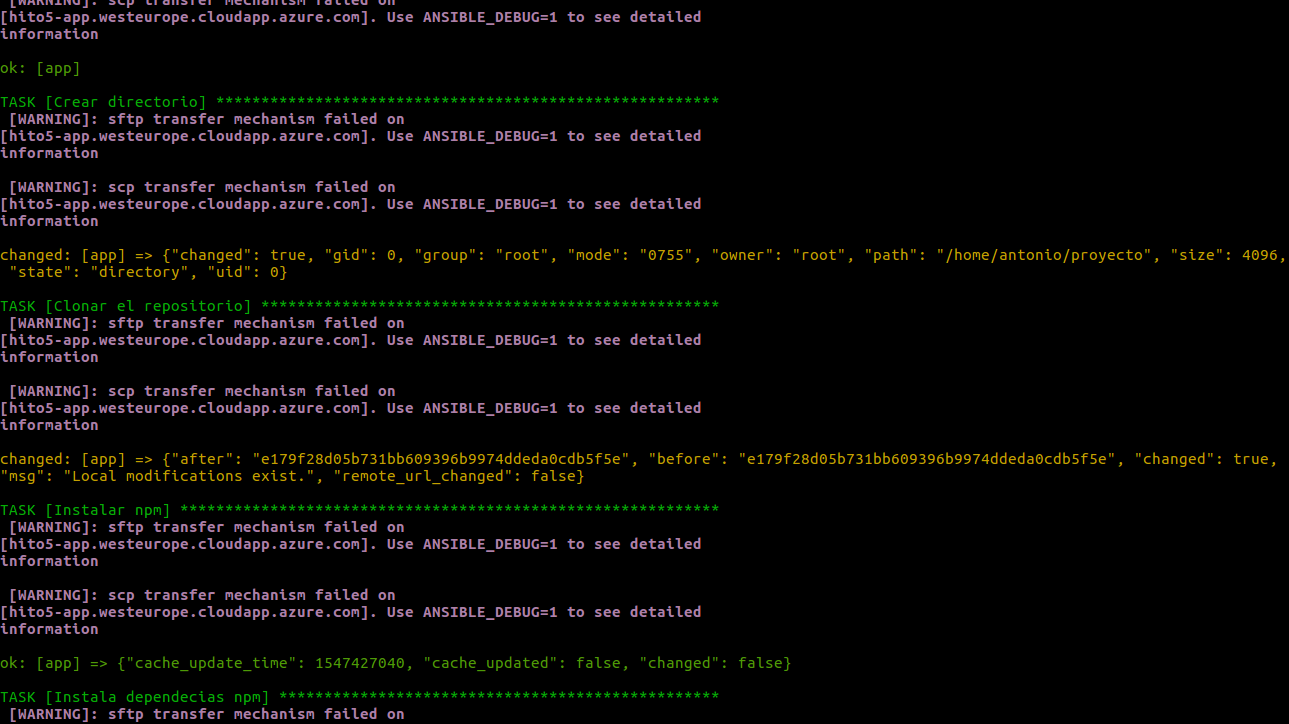 [WARNING]: scp transfer mechanism failed on
[hito5-app.westeurope.cloudapp.azure.com]. Use ANSIBLE_DEBUG=1 to see detailed
information
ok: [app]
TASK [Crear directorio] ********************************************************
[WARNING]: sftp transfer mechanism failed on
[hito5-app.westeurope.cloudapp.azure.com]. Use ANSIBLE_DEBUG=1 to see detailed
information
[WARNING]: scp transfer mechanism failed on
[hito5-app.westeurope.cloudapp.azure.com]. Use ANSIBLE_DEBUG=1 to see detailed
information
changed: [app] => {"changed": true, "gid": 0, "group": "root", "mode": "0755", "owner": "root", "path": "/home/antonio/proyecto", "size": 4096,
"state": "directory", "uid": 0}
TASK [Clonar el repositorio] ***************************************************
[WARNING]: sftp transfer mechanism failed on
[hito5-app.westeurope.cloudapp.azure.com]. Use ANSIBLE_DEBUG=1 to see detailed
information
[WARNING]: scp transfer mechanism failed on
[hito5-app.westeurope.cloudapp.azure.com]. Use ANSIBLE_DEBUG=1 to see detailed
information
changed: [app] => {"after": "e179f28d05b731bb609396b9974ddeda0cdb5f5e", "before": "e179f28d05b731bb609396b9974ddeda0cdb5f5e", "changed": true,
"msg": "Local modifications exist.", "remote_url_changed": false}
TASK [Instalar npm] ************************************************************
[WARNING]: sftp transfer mechanism failed on
[hito5-app.westeurope.cloudapp.azure.com]. Use ANSIBLE_DEBUG=1 to see detailed
information
[WARNING]: scp transfer mechanism failed on
[hito5-app.westeurope.cloudapp.azure.com]. Use ANSIBLE_DEBUG=1 to see detailed
information
ok: [app] => {"cache_update_time": 1547427040, "cache_updated": false, "changed": false}
TASK [Instala dependecias npm] *************************************************
[WARNING]: sftp transfer mechanism failed on